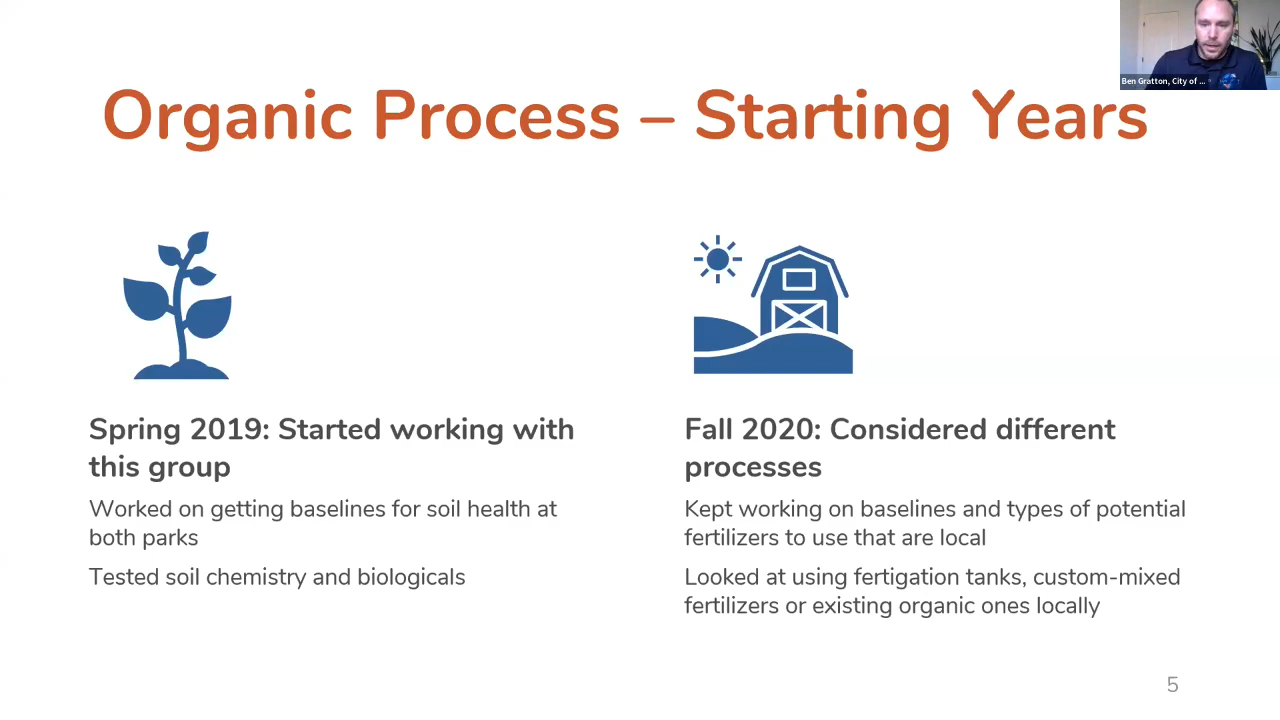 Ben Gratton, City of ...
Organic Process – Starting Years
Spring 2019: Started working with
this group
Worked on getting baselines for soil health at
both parks
Tested soil chemistry and biologicals
Fall 2020: Considered different
processes
Kept working on baselines and types of potential
fertilizers to use that are local
Looked at using fertigation tanks, custom-mixed
fertilizers or existing organic ones locally
5